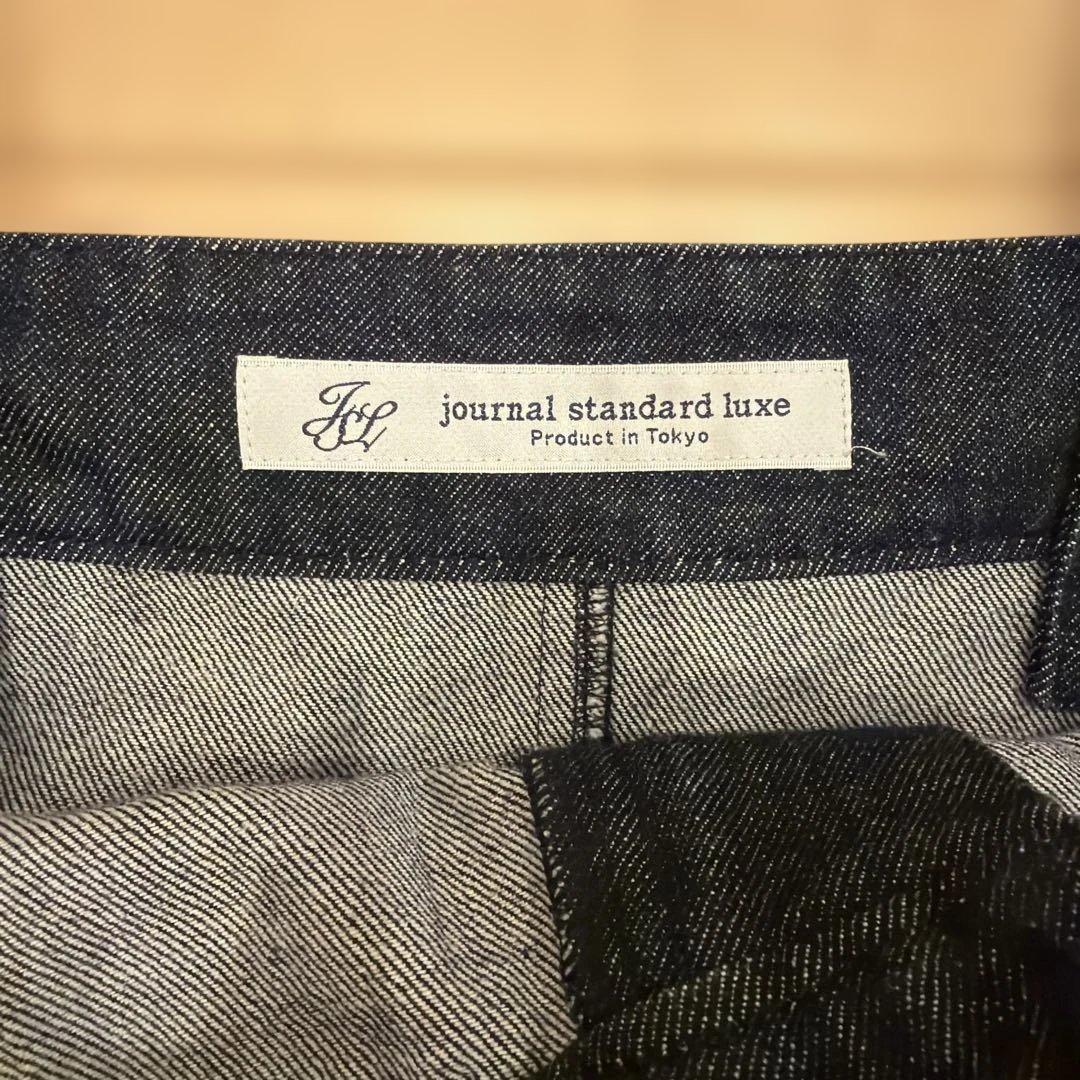 JSL
journal standard luxe
Product in Tokyo